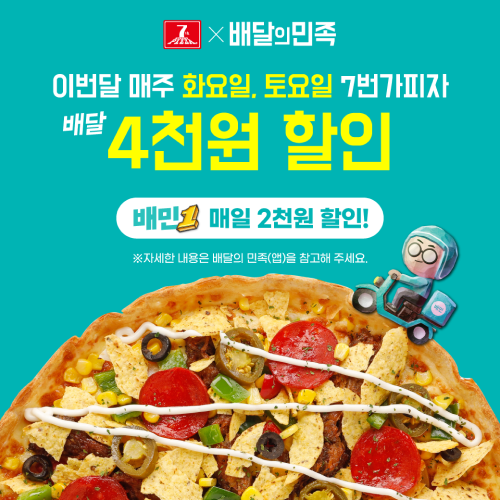 7 × 배달의민족
이번달 매주 화요일, 토요일 7번가피자
배달 4천원 할인
배민1 매일 2천원 할인!
※자세한 내용은 배달의 민족(앱)을 참고해 주세요.